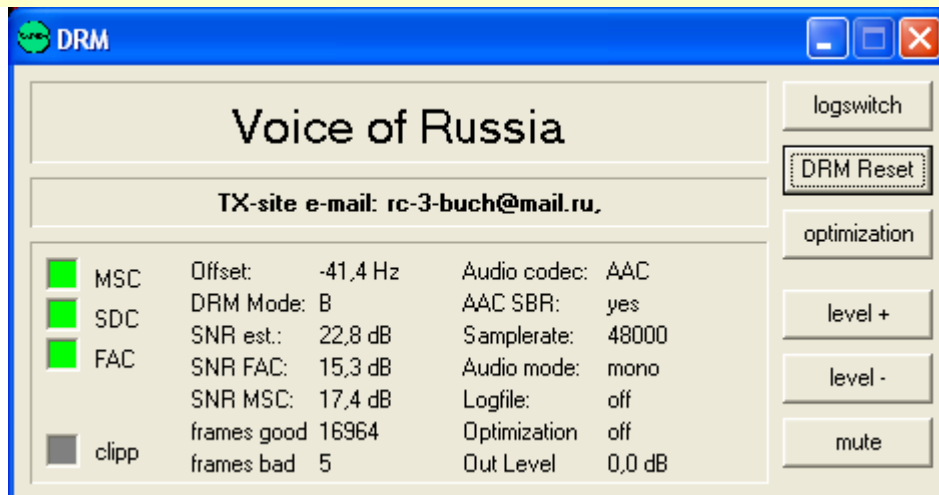 DRM
Voice of Russia
TX-site e-mail: rc-3-buch@mail.ru,
MSC
SDC
FAC
clipp
Offset: -41,4 Hz Audio codec: AAC
DRM Mode: B AAC SBR: yes
SNR est.: 22,8 dB Samplerate: 48000
SNR FAC: 15,3 dB Audio mode: mono
SNR MSC: 17,4 dB Logfile: off
frames good 16964 Optimization off
frames bad 5 Out Level 0,0 dB
logswitch
DRM Reset
optimization
level +
level -
mute